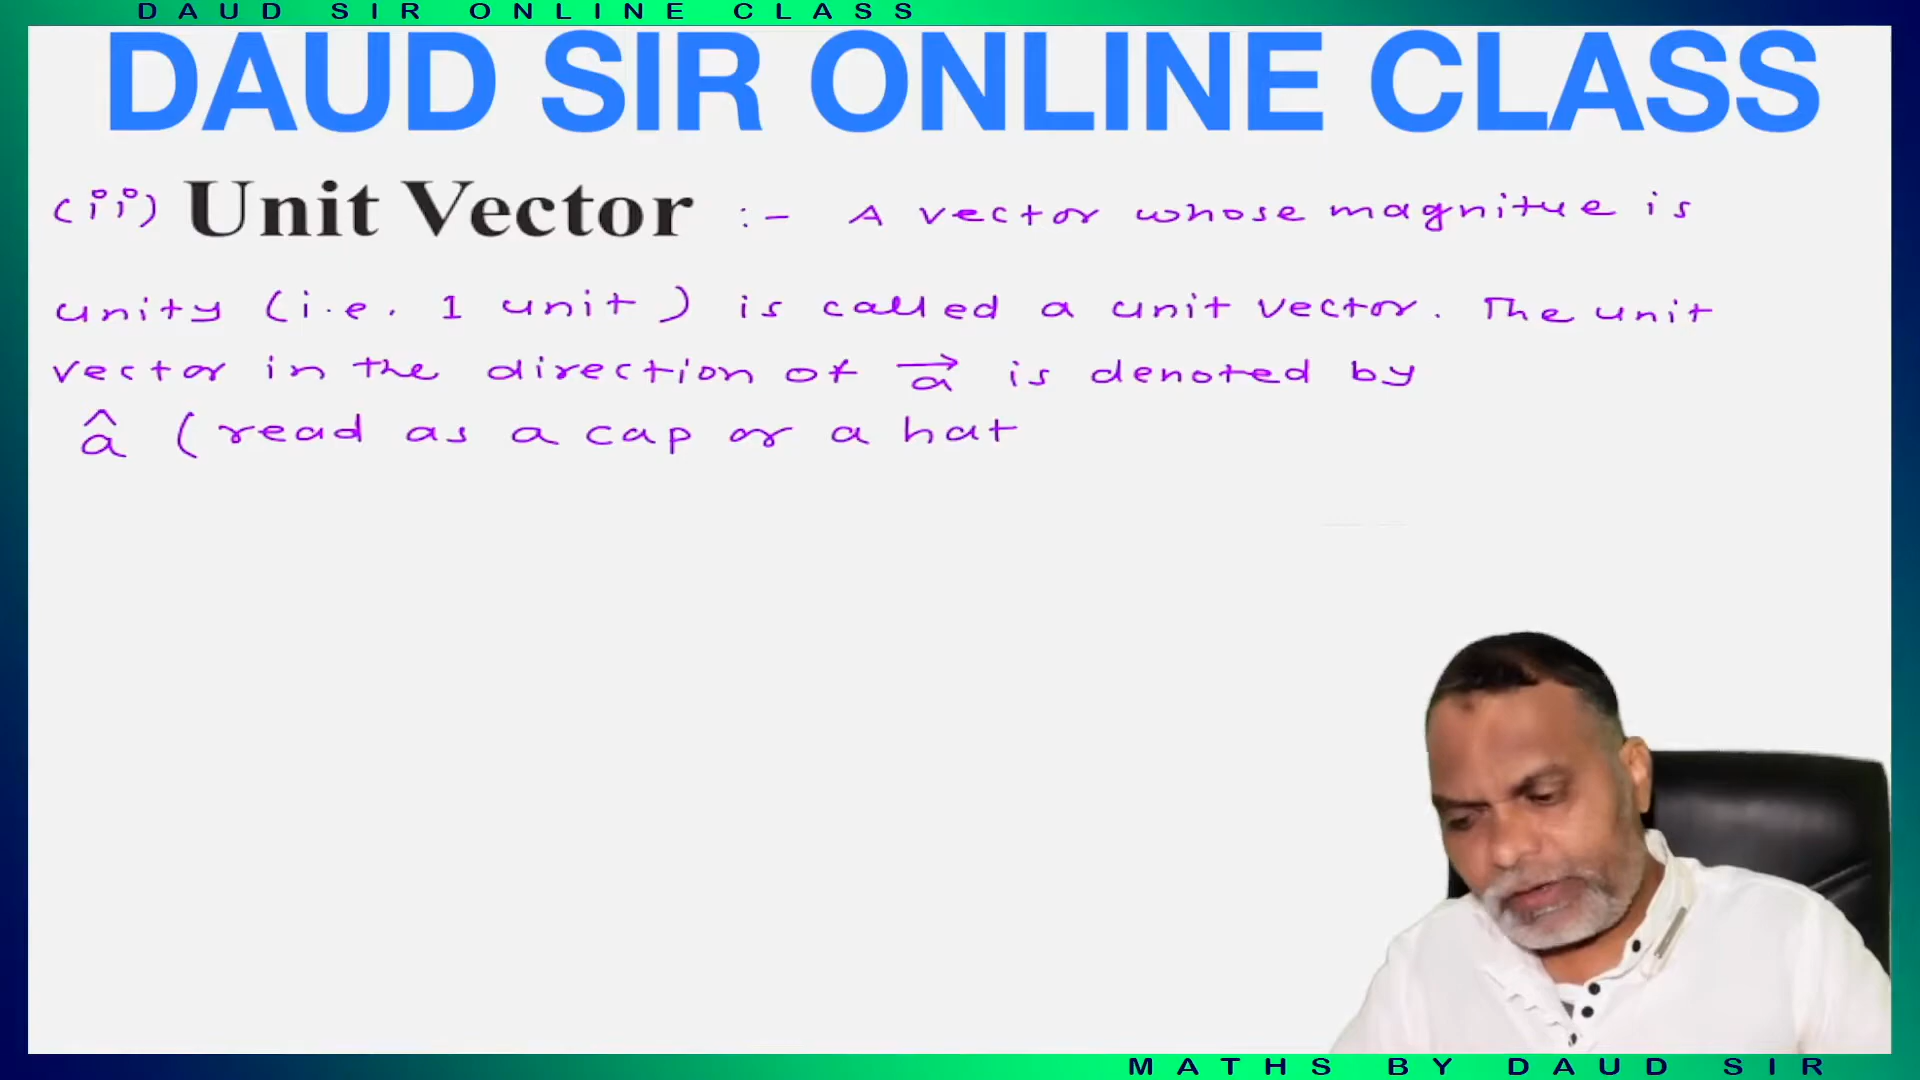 DAUD SIR ONLINE CLASS
DAUD SIR ONLINE CLASS
(ii) Unit Vector :- A vector whose magnitue is
unity (i.e. 1 unit) is called a unit vector. The unit
vector in the direction of →a is denoted by
â (read as a cap or a hat
MATHS BY DAUD SIR